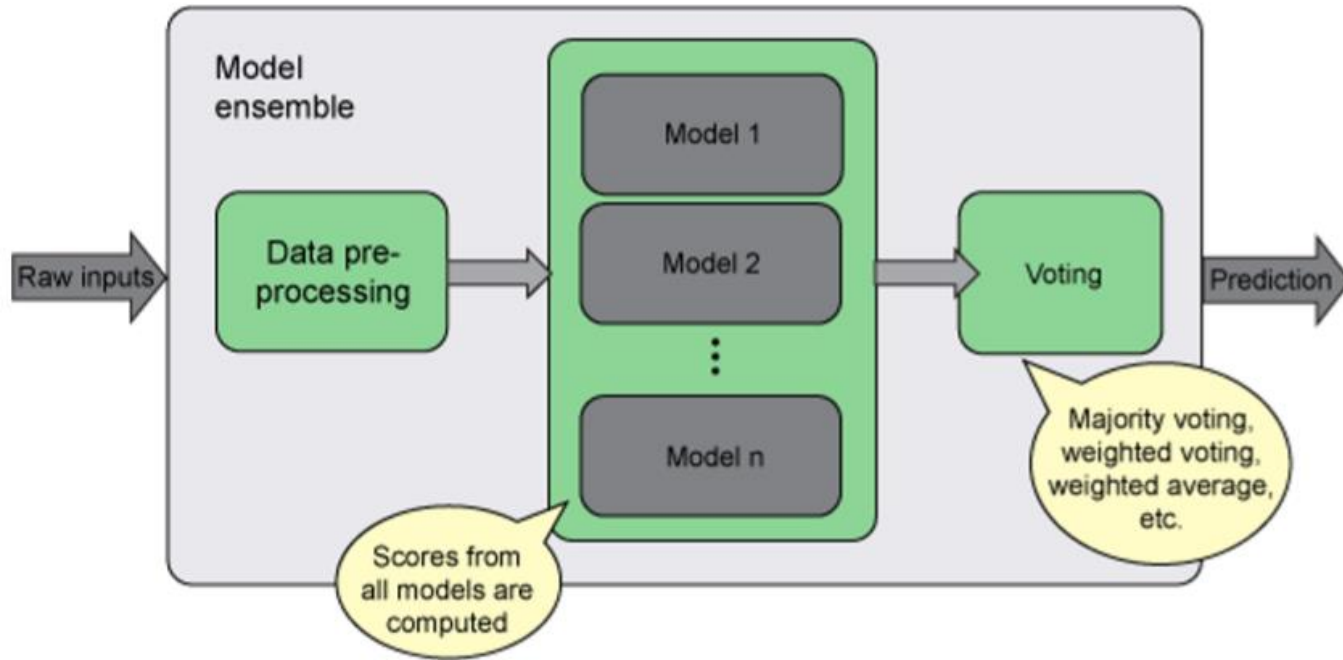 Model
ensemble
Raw inputs
Data pre-
processing
Model 1
Model 2
Model n
Scores from
all models are
computed
Voting
Majority voting,
weighted voting,
weighted average,
etc.
Prediction